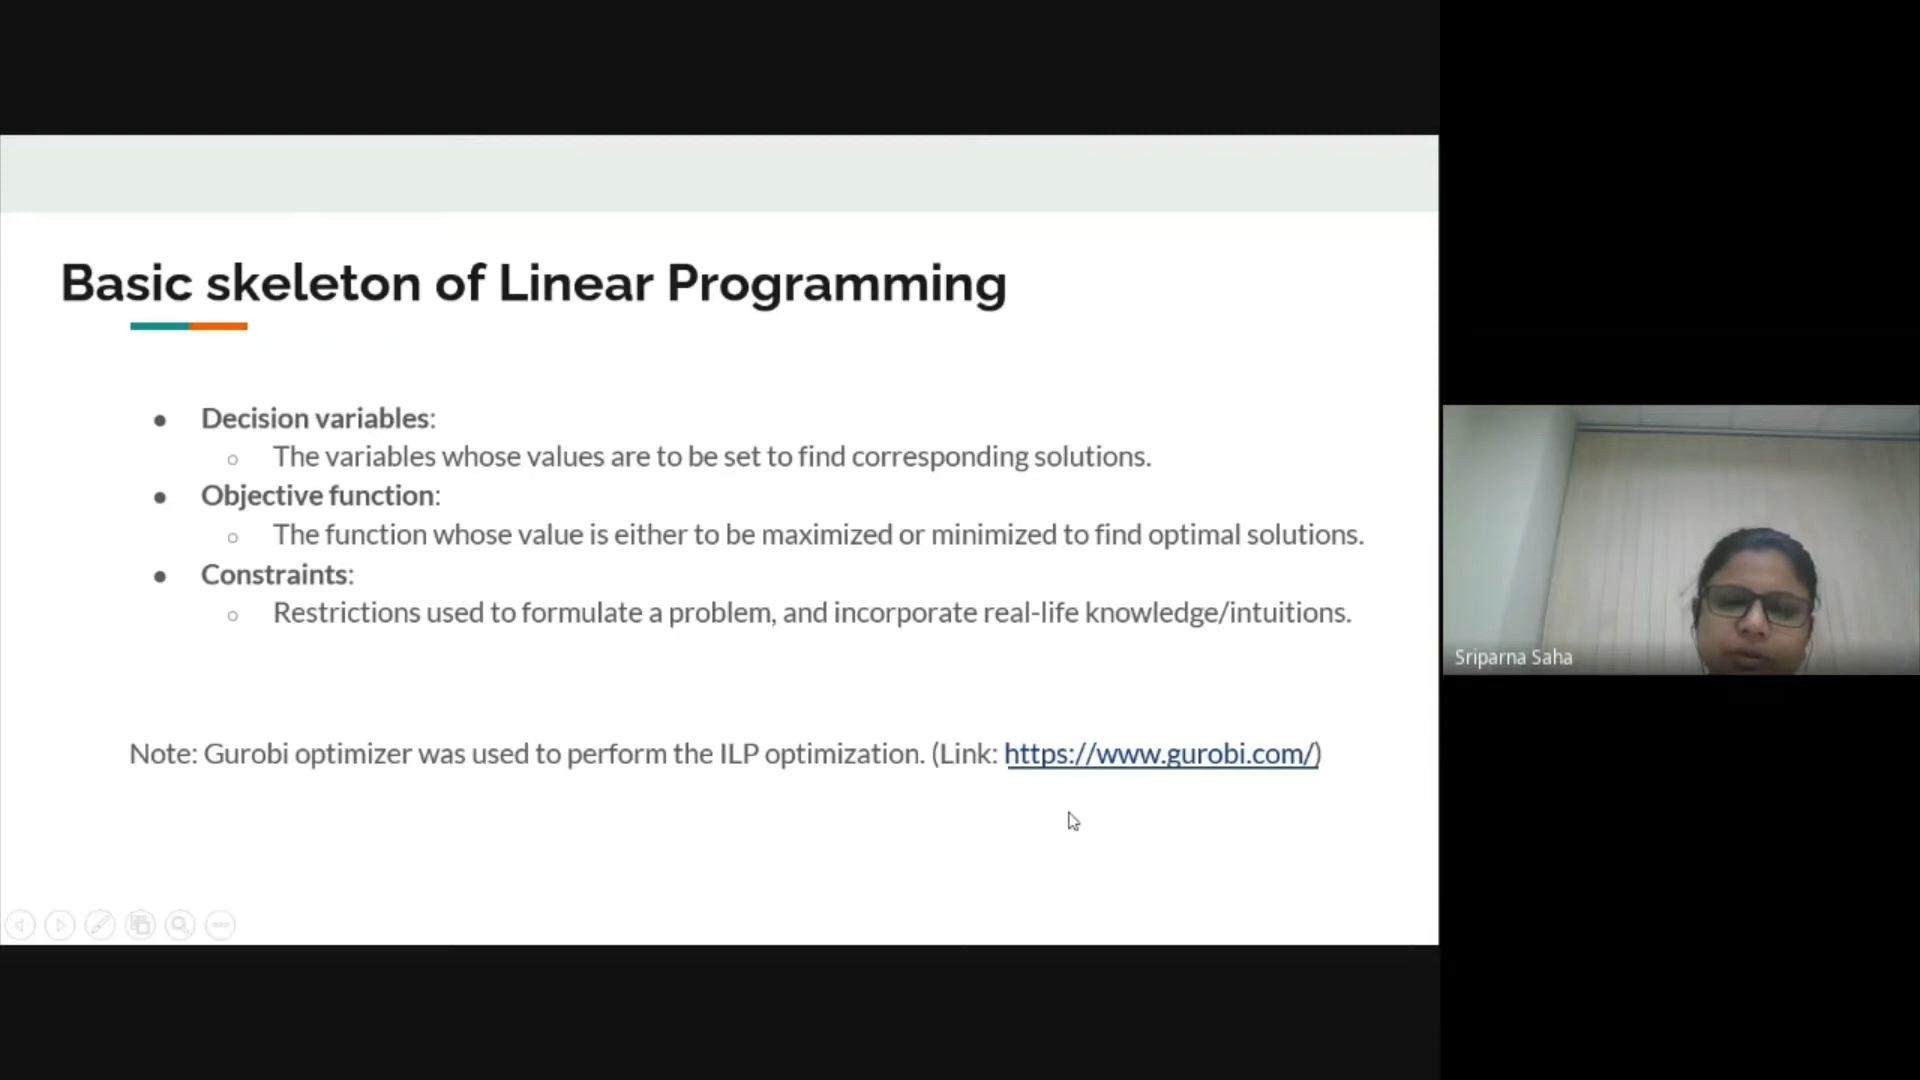 Basic skeleton of Linear Programming
Decision variables:
The variables whose values are to be set to find corresponding solutions.
Objective function:
The function whose value is either to be maximized or minimized to find optimal solutions.
Constraints:
Restrictions used to formulate a problem, and incorporate real-life knowledge/intuitions.
Note: Gurobi optimizer was used to perform the ILP optimization. (Link: https://www.gurobi.com/)
Sriparna Saha